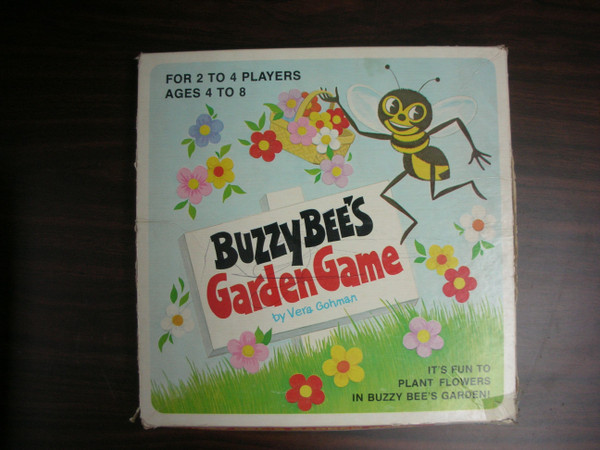 FOR 2 TO 4 PLAYERS
AGES 4 TO 8
BUZZY BEE'S
Garden Game
by Vera Gohman
IT'S FUN TO
PLANT FLOWERS
IN BUZZY BEE'S GARDEN!